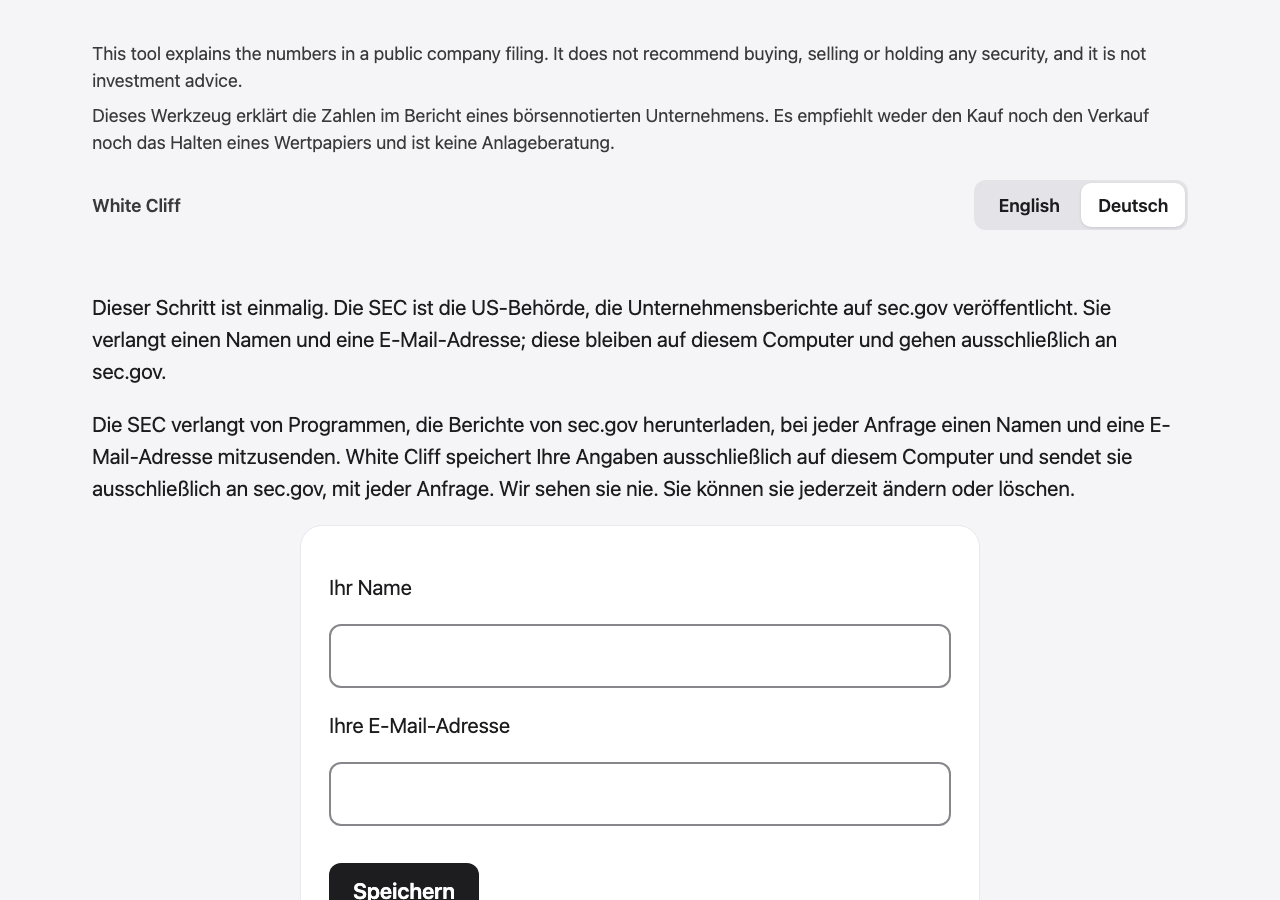 This tool explains the numbers in a public company filing. It does not recommend buying, selling or holding any security, and it is not
investment advice.
Dieses Werkzeug erklärt die Zahlen im Bericht eines börsennotierten Unternehmens. Es empfiehlt weder den Kauf noch den Verkauf
noch das Halten eines Wertpapiers und ist keine Anlageberatung.
White Cliff
English
Deutsch
Dieser Schritt ist einmalig. Die SEC ist die US-Behörde, die Unternehmensberichte auf sec.gov veröffentlicht. Sie
verlangt einen Namen und eine E-Mail-Adresse; diese bleiben auf diesem Computer und gehen ausschließlich an
sec.gov.
Die SEC verlangt von Programmen, die Berichte von sec.gov herunterladen, bei jeder Anfrage einen Namen und eine E-
Mail-Adresse mitzusenden. White Cliff speichert Ihre Angaben ausschließlich auf diesem Computer und sendet sie
ausschließlich an sec.gov, mit jeder Anfrage. Wir sehen sie nie. Sie können sie jederzeit ändern oder löschen.
Ihr Name
Ihre E-Mail-Adresse
Speichern